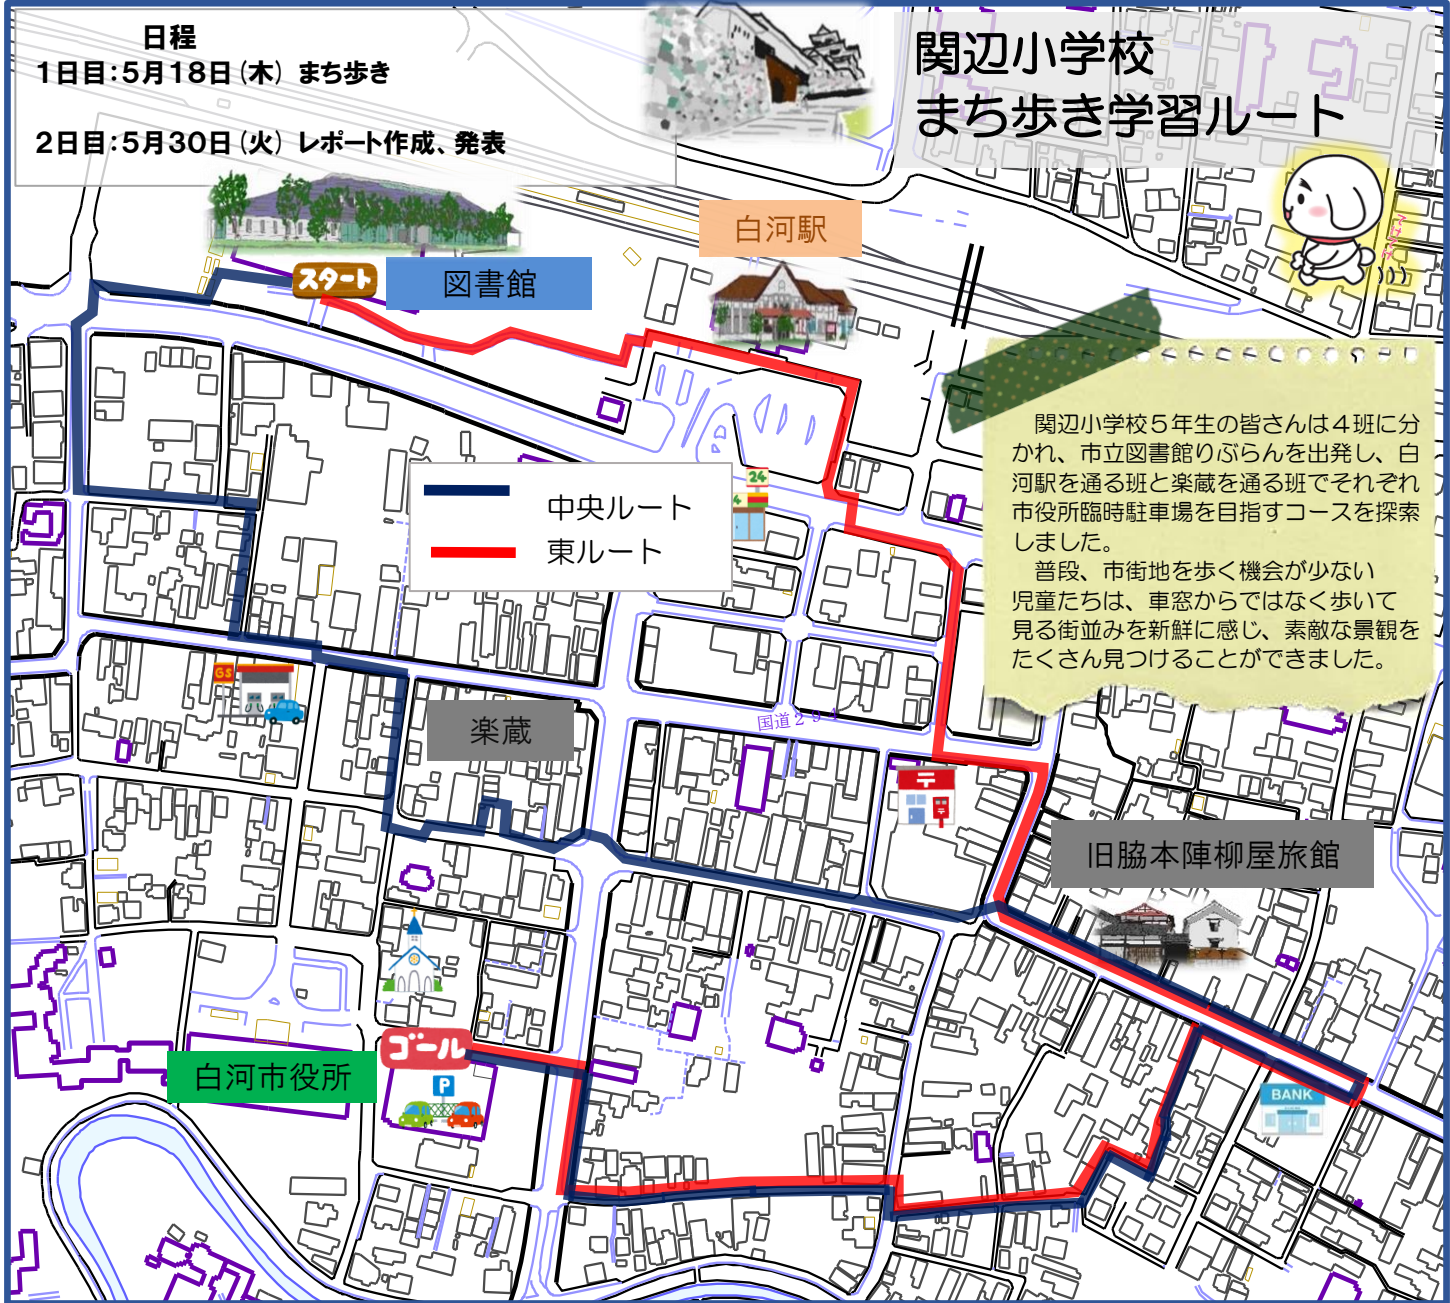 日程
1日目：5月18日（木） まち歩き
2日目：5月30日（火） レポート作成、発表
関辺小学校
まち歩き学習ルート
白河駅
スタート
図書館
関辺小学校５年生の皆さんは４班に分
かれ、市立図書館りぶらんを出発し、白
河駅を通る班と楽蔵を通る班でそれぞれ
市役所臨時駐車場を目指すコースを探索
しました。
普段、市街地を歩く機会が少ない
児童たちは、車窓からではなく歩いて
見る街並みを新鮮に感じ、素敵な景観を
たくさん見つけることができました。
24
中央ルート
東ルート
GS
楽蔵
国道２９４
〒
旧脇本陣柳屋旅館
ゴール
白河市役所
P
BANK